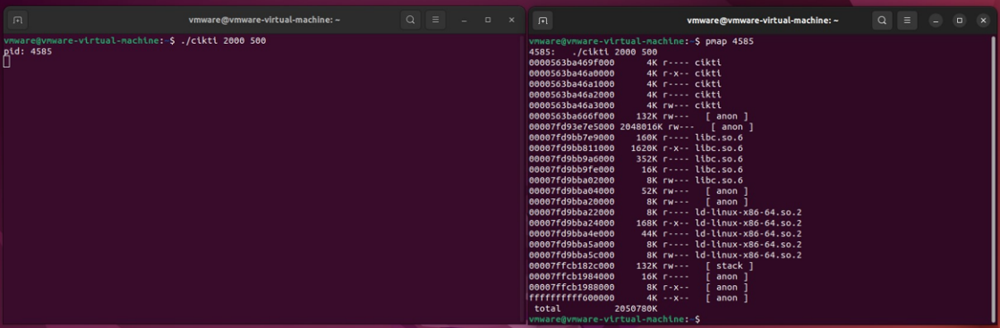 vmware@vmware-virtual-machine: ~
vmware@vmware-virtual-machine:~$ ./cikti 2000 500
pid: 4585
vmware@vmware-virtual-machine: ~
vmware@vmware-virtual-machine:~$ pmap 4585
4585:   ./cikti 2000 500
0000563ba469f000      4K r---- cikti
0000563ba46a0000      4K r-x-- cikti
0000563ba46a1000      4K r---- cikti
0000563ba46a2000      4K r---- cikti
0000563ba46a3000      4K rw--- cikti
0000563ba666f000    132K rw---   [ anon ]
00007fd93e7e5000 2048016K rw---   [ anon ]
00007fd9bb7e9000    160K r---- libc.so.6
00007fd9bb811000   1620K r-x-- libc.so.6
00007fd9bb9a6000    352K r---- libc.so.6
00007fd9bb9fe000     16K r---- libc.so.6
00007fd9bba02000      8K rw--- libc.so.6
00007fd9bba04000     52K rw---   [ anon ]
00007fd9bba20000      8K rw---   [ anon ]
00007fd9bba22000      8K r---- ld-linux-x86-64.so.2
00007fd9bba24000    168K r-x-- ld-linux-x86-64.so.2
00007fd9bba4e000     44K r---- ld-linux-x86-64.so.2
00007fd9bba5a000      8K r---- ld-linux-x86-64.so.2
00007fd9bba5c000      8K rw--- ld-linux-x86-64.so.2
00007ffcb182c000    132K rw---   [ stack ]
00007ffcb1984000     16K r----   [ anon ]
00007ffcb1988000      8K r-x--   [ anon ]
ffffffffff600000      4K --x--   [ anon ]
 total          2050780K
vmware@vmware-virtual-machine:~$